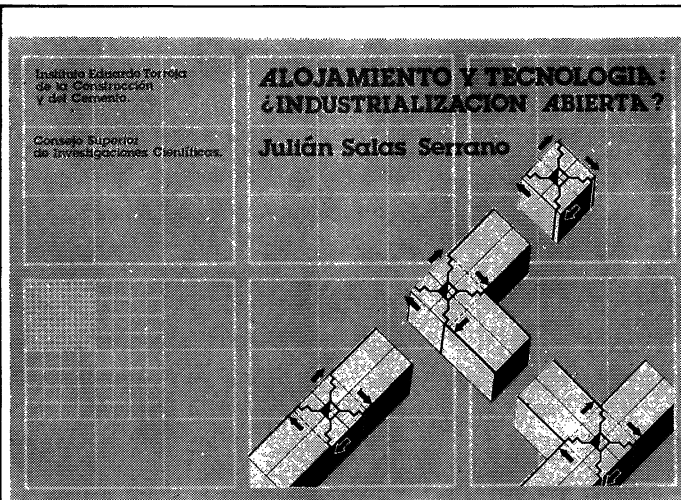 Instituto Eduardo Torroja
de la Construcción
y del Cemento.
Consejo Superior
de Investigaciones Científicas.
ALOJAMIENTO Y TECNOLOGIA:
¿INDUSTRIALIZACION ABIERTA?
Julián Salas Serrano